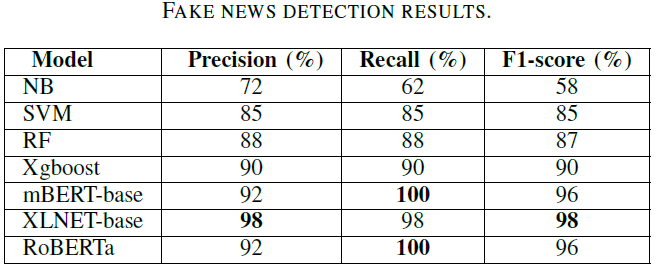 FAKE NEWS DETECTION RESULTS.
Model Precision (%) Recall (%) F1-score (%)
NB 72 62 58
SVM 85 85 85
RF 88 88 87
Xgboost 90 90 90
mBERT-base 92 100 96
XLNET-base 98 98 98
RoBERTa 92 100 96